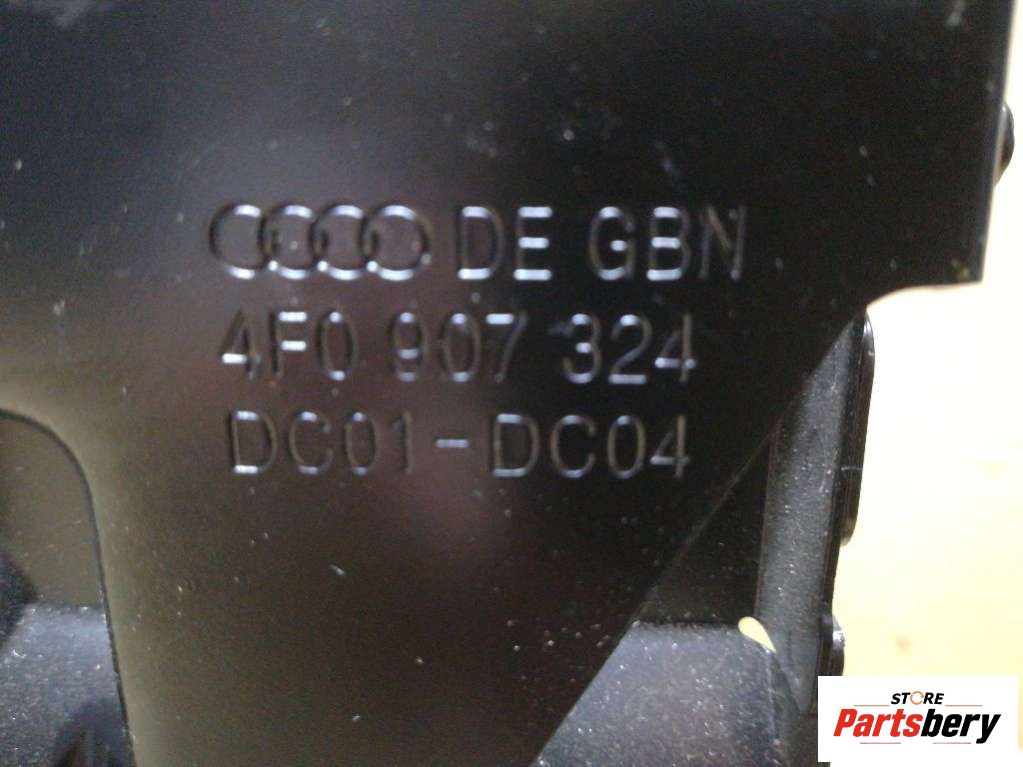 DE GBN
4F0 907 324
DC01-DC04
STORE
Partsbery